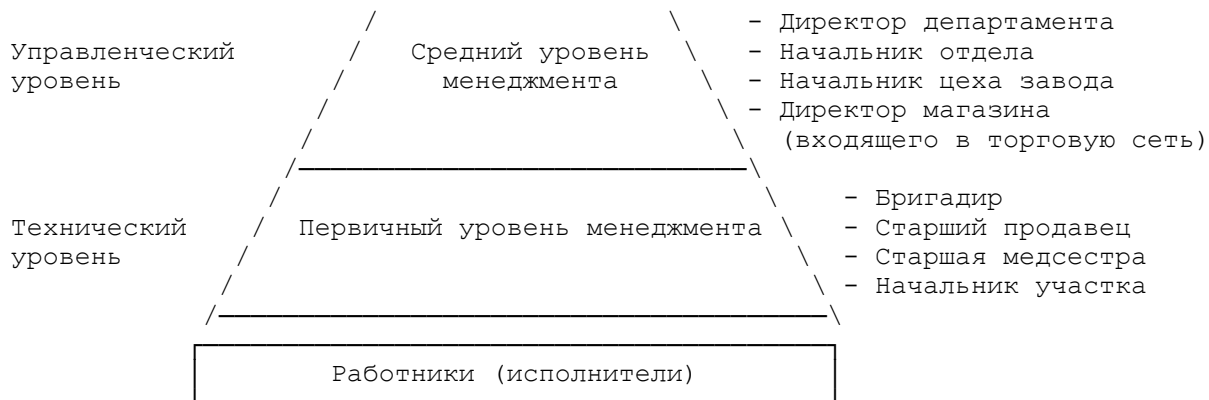 - Директор департамента
Управленческий Средний уровень - Начальник отдела
уровень менеджмента - Начальник цеха завода
- Директор магазина
(входящего в торговую сеть)
- Бригадир
Технический Первичный уровень менеджмента - Старший продавец
уровень - Старшая медсестра
- Начальник участка
Работники (исполнители)